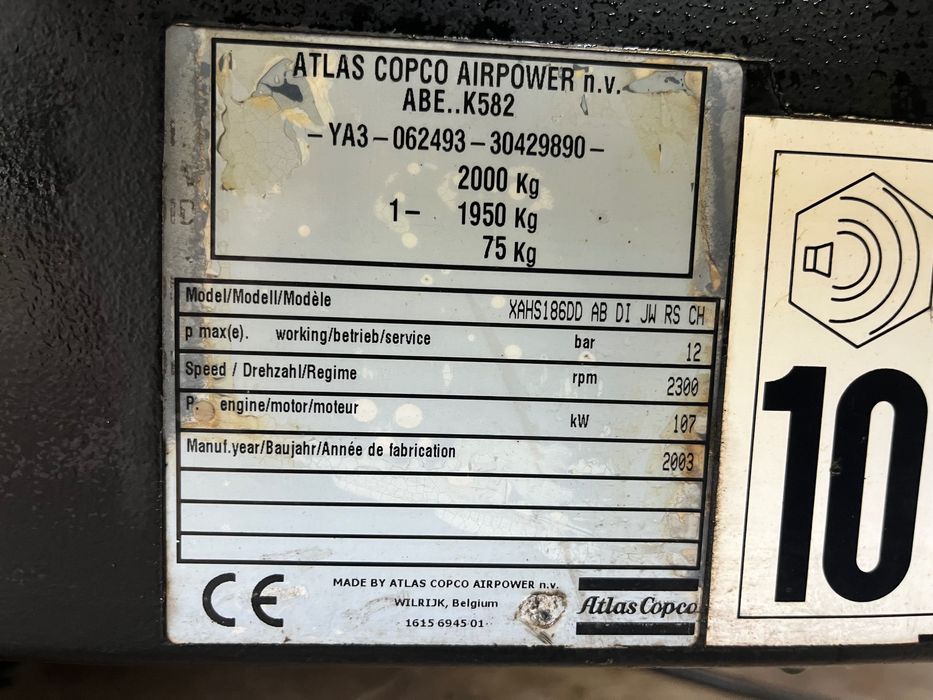 ATLAS COPCO AIRPOWER n.v.
ABE..K582
-YA3-062493-30429890-
2000 Kg
1- 1950 Kg
75 Kg
Model/Modell/Modèle XAHS186DD AB DI JW RS CH
p max(e). working/betrieb/service bar 12
Speed / Drehzahl/Regime rpm 2300
P. engine/motor/moteur kW 107
Manuf.year/Baujahr/Année de fabrication 2003
CE
MADE BY ATLAS COPCO AIRPOWER n.v.
WILRIJK, Belgium
1615 6945 01
Atlas Copco
10